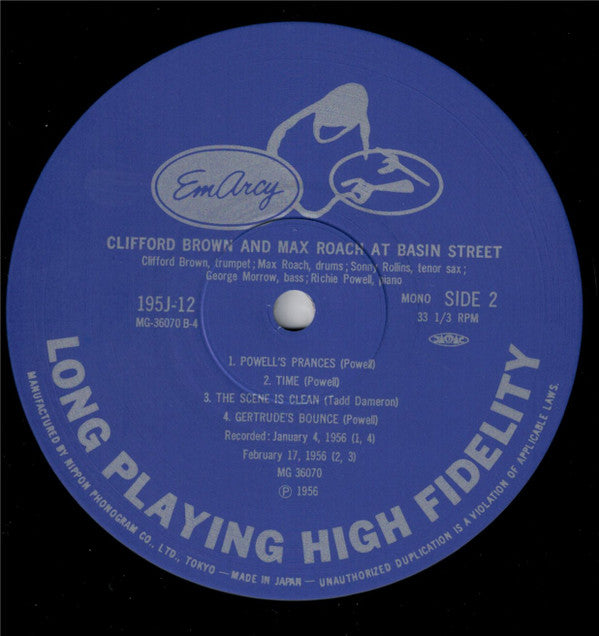 EmArcy
CLIFFORD BROWN AND MAX ROACH AT BASIN STREET
Clifford Brown, trumpet; Max Roach, drums; Sonny Rollins, tenor sax;
George Morrow, bass; Richie Powell, piano
195J-12
MG-36070 B-4
MONO SIDE 2
33 1/3 RPM
1. POWELL'S PRANCES (Powell)
2. TIME (Powell)
3. THE SCENE IS CLEAN (Tadd Dameron)
4. GERTRUDE'S BOUNCE (Powell)
Recorded: January 4, 1956 (1, 4)
February 17, 1956 (2, 3)
MG 36070
Ⓟ 1956
LONG PLAYING HIGH FIDELITY
MANUFACTURED BY NIPPON PHONOGRAM CO., LTD., TOKYO — MADE IN JAPAN — UNAUTHORIZED DUPLICATION IS A VIOLATION OF APPLICABLE LAWS.